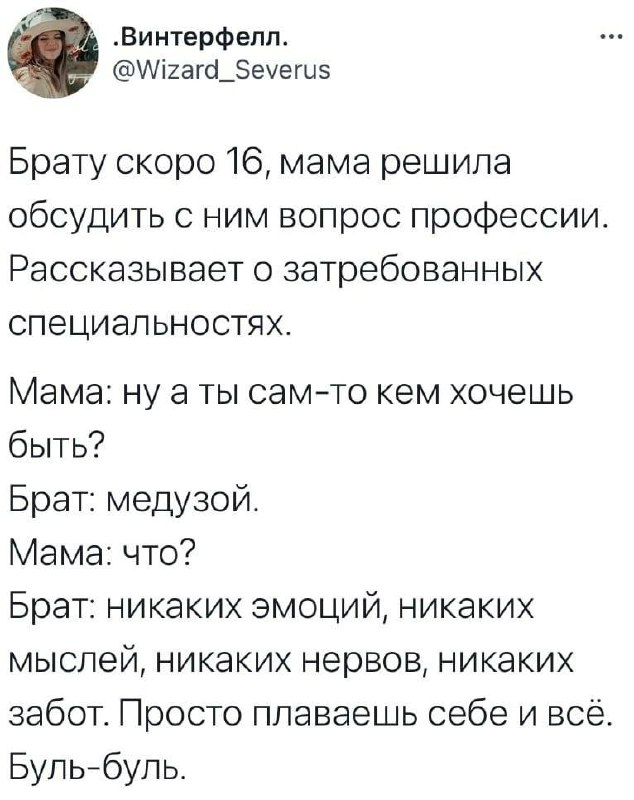 .Винтерфелл.
@Wizard_Severus
Брату скоро 16, мама решила
обсудить с ним вопрос профессии.
Рассказывает о затребованных
специальностях.
Мама: ну а ты сам-то кем хочешь
быть?
Брат: медузой.
Мама: что?
Брат: никаких эмоций, никаких
мыслей, никаких нервов, никаких
забот. Просто плаваешь себе и всё.
Буль-буль.